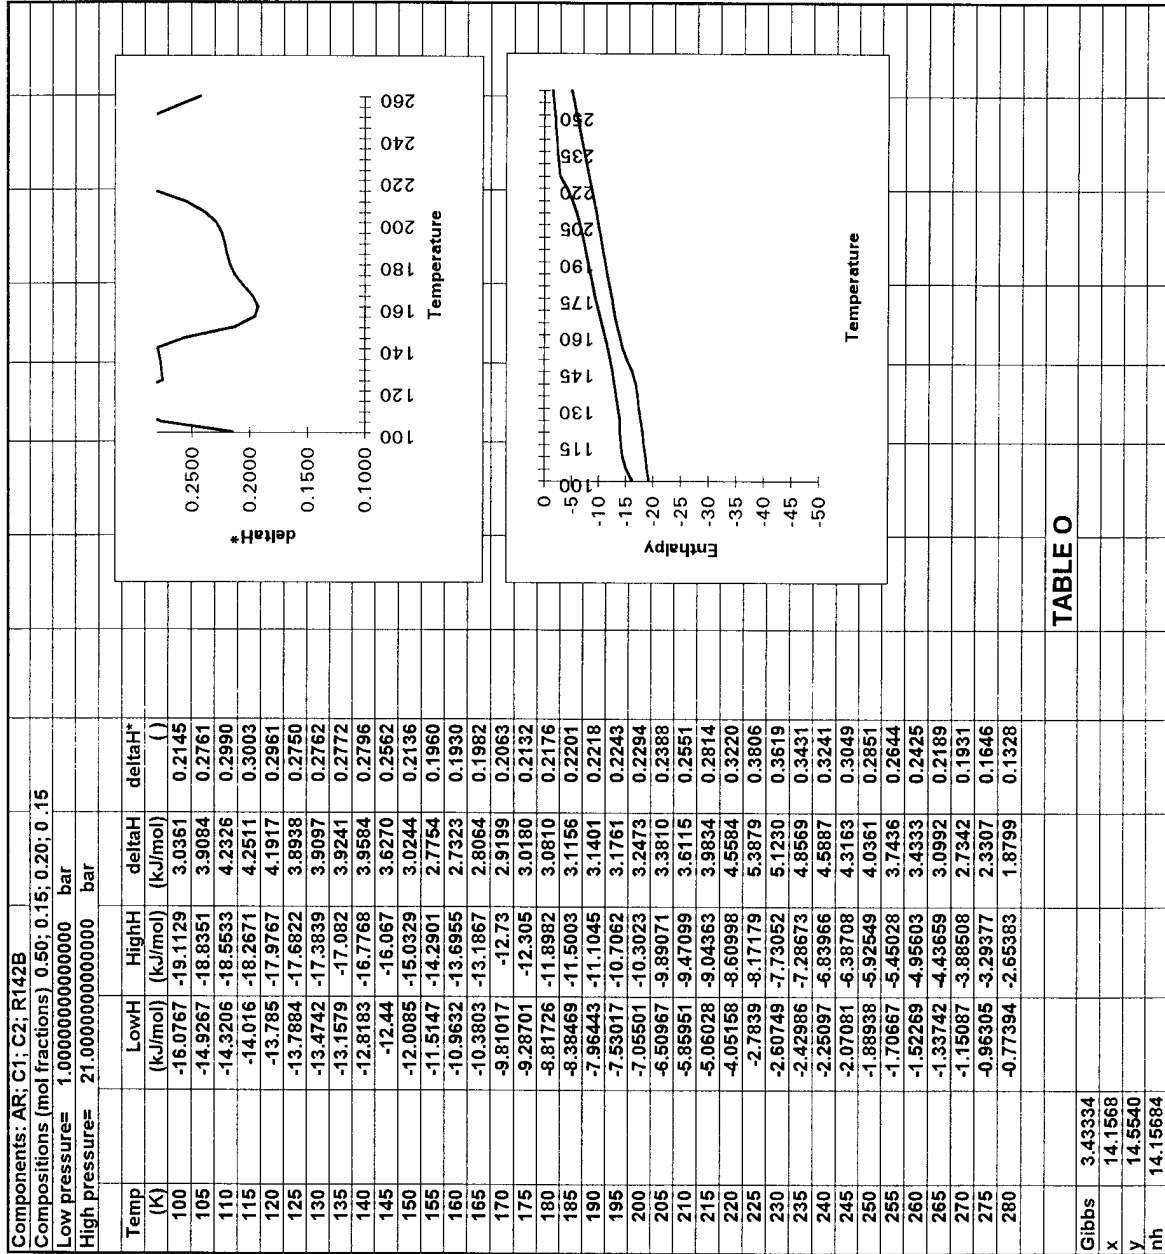 Components: AR; C1; C2; R142B
Compositions (mol fractions) 0.50; 0.15; 0.20; 0.15
Low pressure= 1.00000000000000 bar
High pressure= 21.00000000000000 bar
Temp LowH HighH deltaH deltaH*
(K) (kJ/mol) (kJ/mol) (kJ/mol) ( )
100 -16.0767 -19.1129 3.0361 0.2145
105 -14.9267 -18.8351 3.9084 0.2761
110 -14.3206 -18.5533 4.2326 0.2990
115 -14.016 -18.2671 4.2511 0.3003
120 -13.785 -17.9767 4.1917 0.2961
125 -13.7884 -17.6822 3.8938 0.2750
130 -13.4742 -17.3839 3.9097 0.2762
135 -13.1579 -17.082 3.9241 0.2772
140 -12.8183 -16.7768 3.9584 0.2796
145 -12.44 -16.067 3.6270 0.2562
150 -12.0085 -15.0329 3.0244 0.2136
155 -11.5147 -14.2901 2.7754 0.1960
160 -10.9632 -13.6955 2.7323 0.1930
165 -10.3803 -13.1867 2.8064 0.1982
170 -9.81017 -12.73 2.9199 0.2063
175 -9.28701 -12.305 3.0180 0.2132
180 -8.81726 -11.8982 3.0810 0.2176
185 -8.38469 -11.5003 3.1156 0.2201
190 -7.96443 -11.1045 3.1401 0.2218
195 -7.53017 -10.7062 3.1761 0.2243
200 -7.05501 -10.3023 3.2473 0.2294
205 -6.50967 -9.89071 3.3810 0.2388
210 -5.85951 -9.47099 3.6115 0.2551
215 -5.06028 -9.04363 3.9834 0.2814
220 -4.05158 -8.60998 4.5584 0.3220
225 -2.7839 -8.17179 5.3879 0.3806
230 -2.60749 -7.73052 5.1230 0.3619
235 -2.42986 -7.28673 4.8569 0.3431
240 -2.25097 -6.83966 4.5887 0.3241
245 -2.07081 -6.38708 4.3163 0.3049
250 -1.88938 -5.92549 4.0361 0.2851
255 -1.70667 -5.45028 3.7436 0.2644
260 -1.52269 -4.95603 3.4333 0.2425
265 -1.33742 -4.43659 3.0992 0.2189
270 -1.15087 -3.88508 2.7342 0.1931
275 -0.96305 -3.29377 2.3307 0.1646
280 -0.77394 -2.65383 1.8799 0.1328
Gibbs 3.43334
x 14.1568
y 14.5540
nh 14.15684
deltaH*
0.2500
0.2000
0.1500
0.1000
100 120 140 160 180 200 220 240 260
Temperature
Enthalpy
0
-5
-10
-15
-20
-25
-30
-35
-40
-45
-50
100 115 130 145 160 175 190 205 220 235 250
Temperature
TABLE O